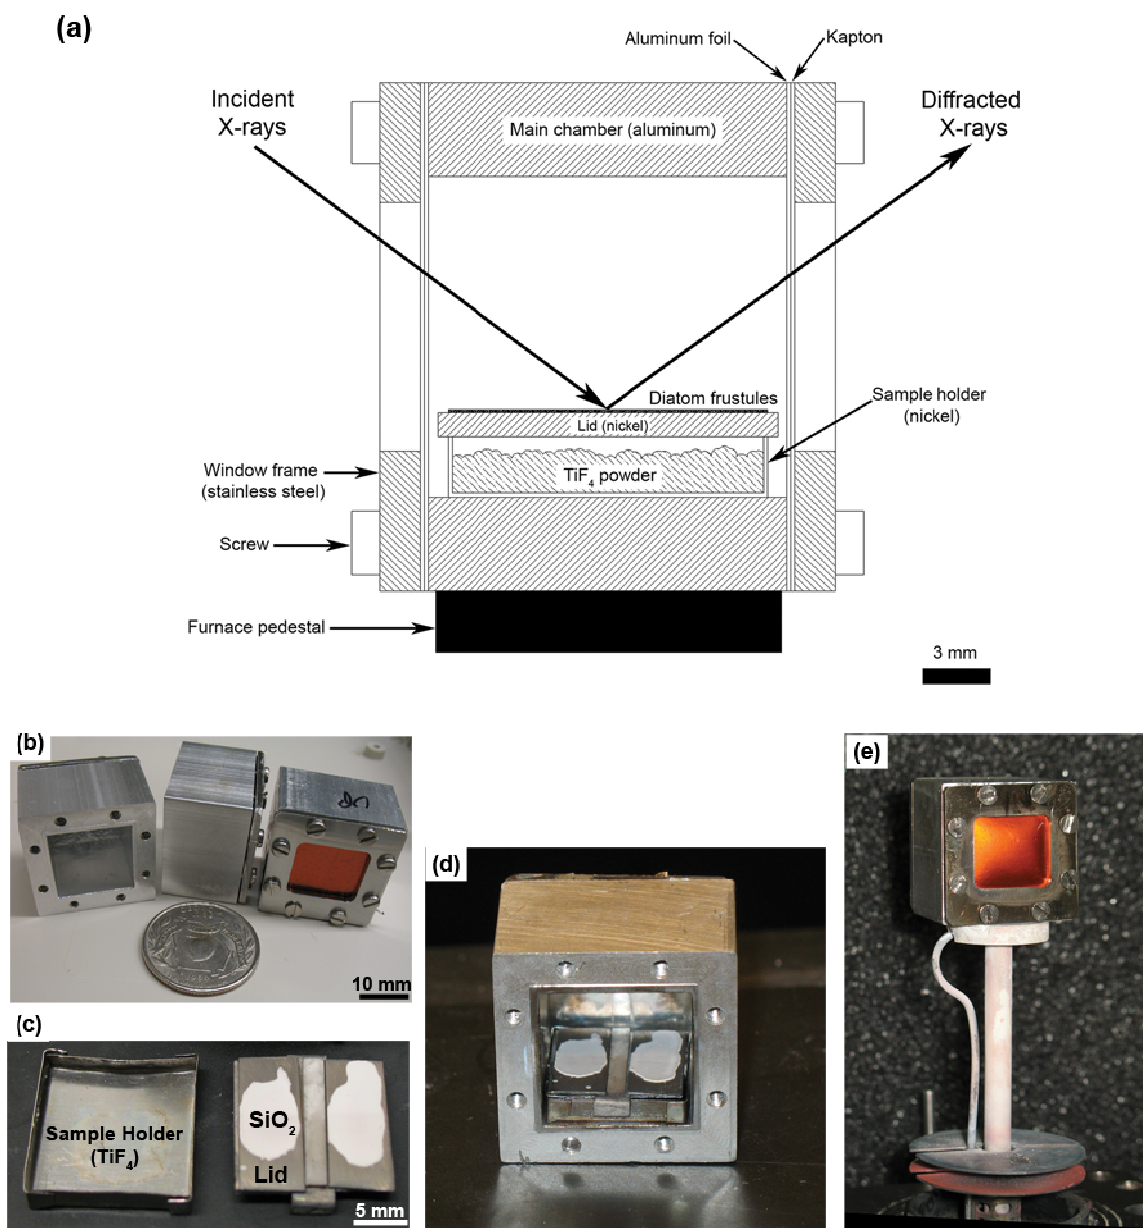 (a)
Aluminum foil
Kapton
Incident
X-rays
Diffracted
X-rays
Main chamber (aluminum)
Diatom frustules
Sample holder
(nickel)
Lid (nickel)
Window frame
(stainless steel)
TiF4 powder
Screw
Furnace pedestal
3 mm
(b)
10 mm
(c)
Sample Holder
(TiF4)
SiO2
Lid
5 mm
(d)
(e)